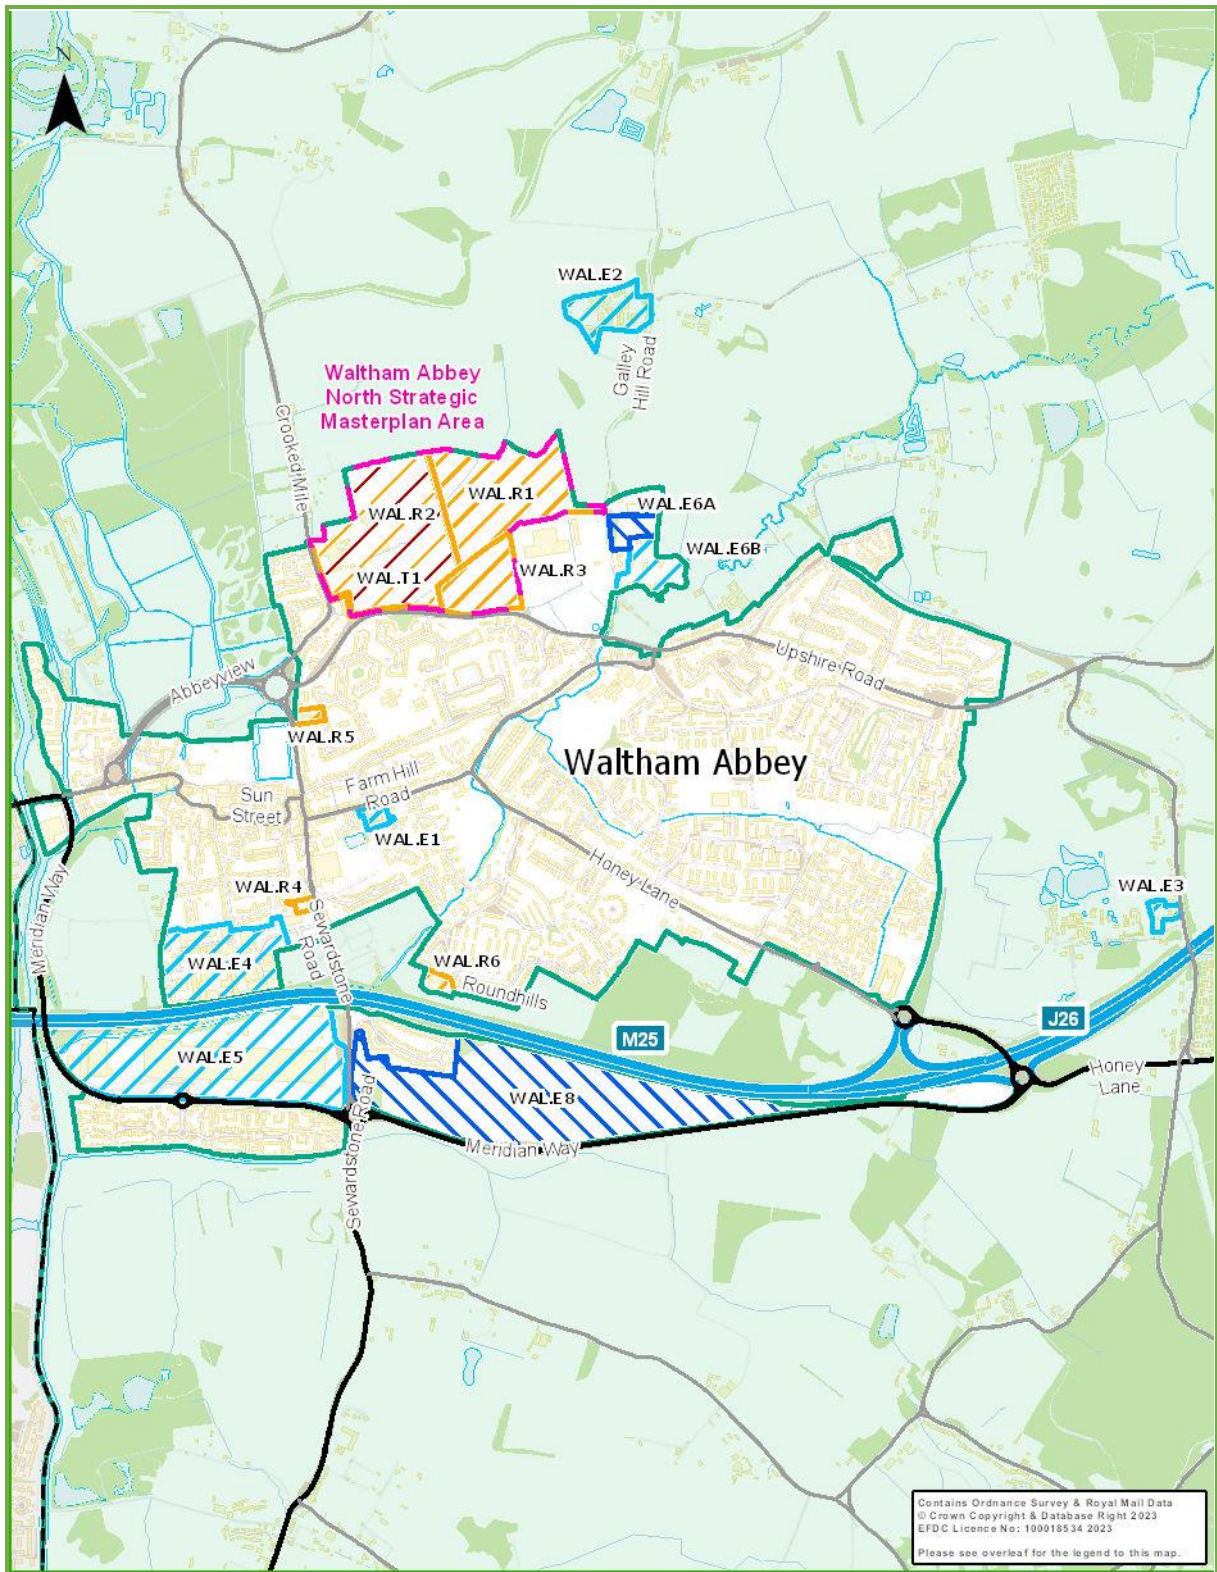 N
WAL.E2
Galley
Hill Road
Waltham Abbey
North Strategic
Masterplan Area
Crooked Mile
WAL.R1
WAL.R2
WAL.E6A
WAL.E6B
WAL.R3
WAL.T1
Upshire Road
Abbeyview
WAL.R5
Waltham Abbey
Farm Hill
Road
Sun
Street
WAL.E1
Honey Lane
WAL.R4
WAL.E3
Meridian Way
Sewardstone
Road
WAL.E4
WAL.R6
Roundhills
J26
M25
WAL.E5
Honey
Lane
WAL.E8
Sewardstone Road
Meridian Way
Contains Ordnance Survey & Royal Mail Data
© Crown Copyright & Database Right 2023
EFDC Licence No: 100018534 2023
Please see overleaf for the legend to this map.